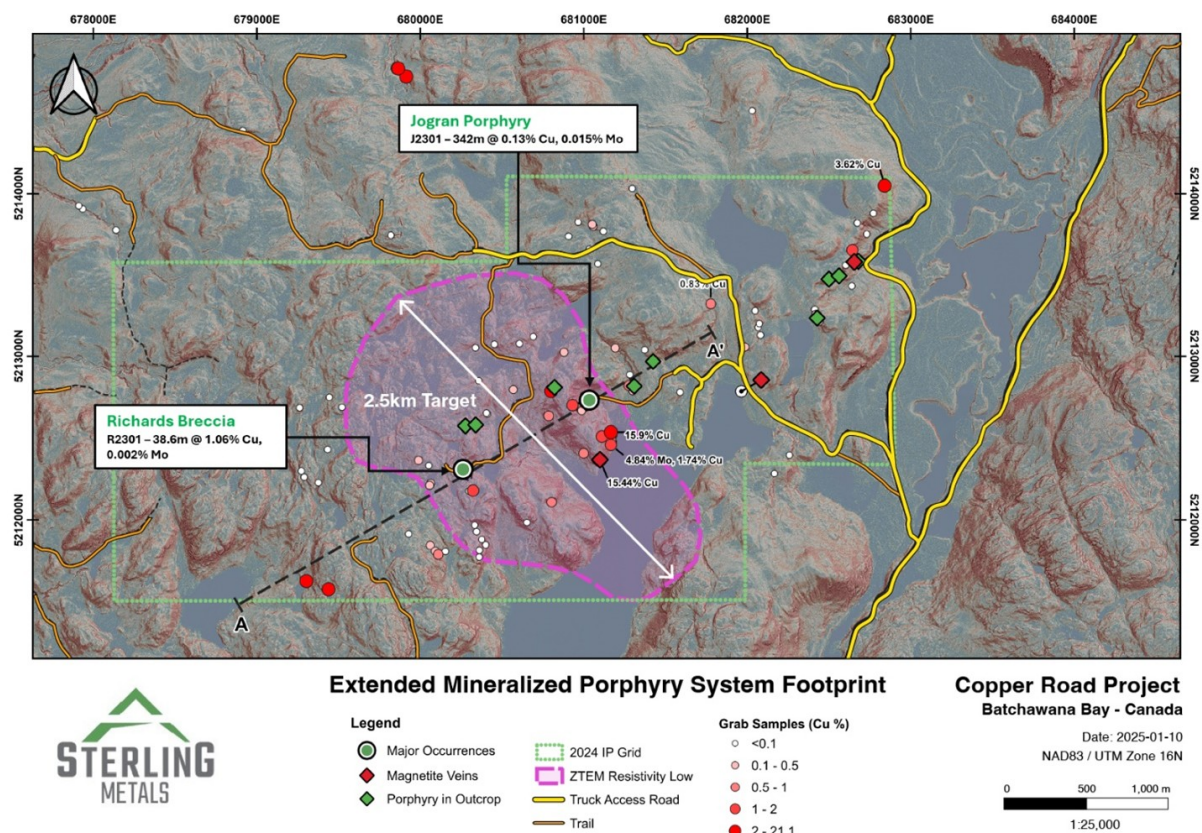 678000E 679000E 680000E 681000E 682000E 683000E 684000E
Jogran Porphyry
J2301 – 342m @ 0.13% Cu, 0.015% Mo
3.62% Cu
5214000N
5214000N
0.83% Cu
5213000N
5213000N
A'
2.5km Target
Richards Breccia
R2301 – 38.6m @ 1.06% Cu,
0.002% Mo
15.9% Cu
4.84% Mo, 1.74% Cu
15.44% Cu
5212000N
5212000N
A
Extended Mineralized Porphyry System Footprint
Copper Road Project
Batchawana Bay - Canada
Date: 2025-01-10
NAD83 / UTM Zone 16N
0 500 1,000 m
1:25,000
STERLING
METALS
Legend
Major Occurrences
Magnetite Veins
Porphyry in Outcrop
2024 IP Grid
ZTEM Resistivity Low
Truck Access Road
Trail
Grab Samples (Cu %)
<0.1
0.1 - 0.5
0.5 - 1
1 - 2
2 - 21.1